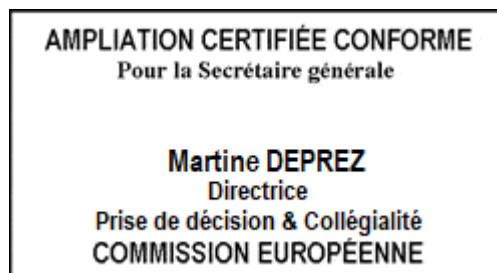 AMPLIATION CERTIFIÉE CONFORME
Pour la Secrétaire générale
Martine DEPREZ
Directrice
Prise de décision & Collégialité
COMMISSION EUROPÉENNE